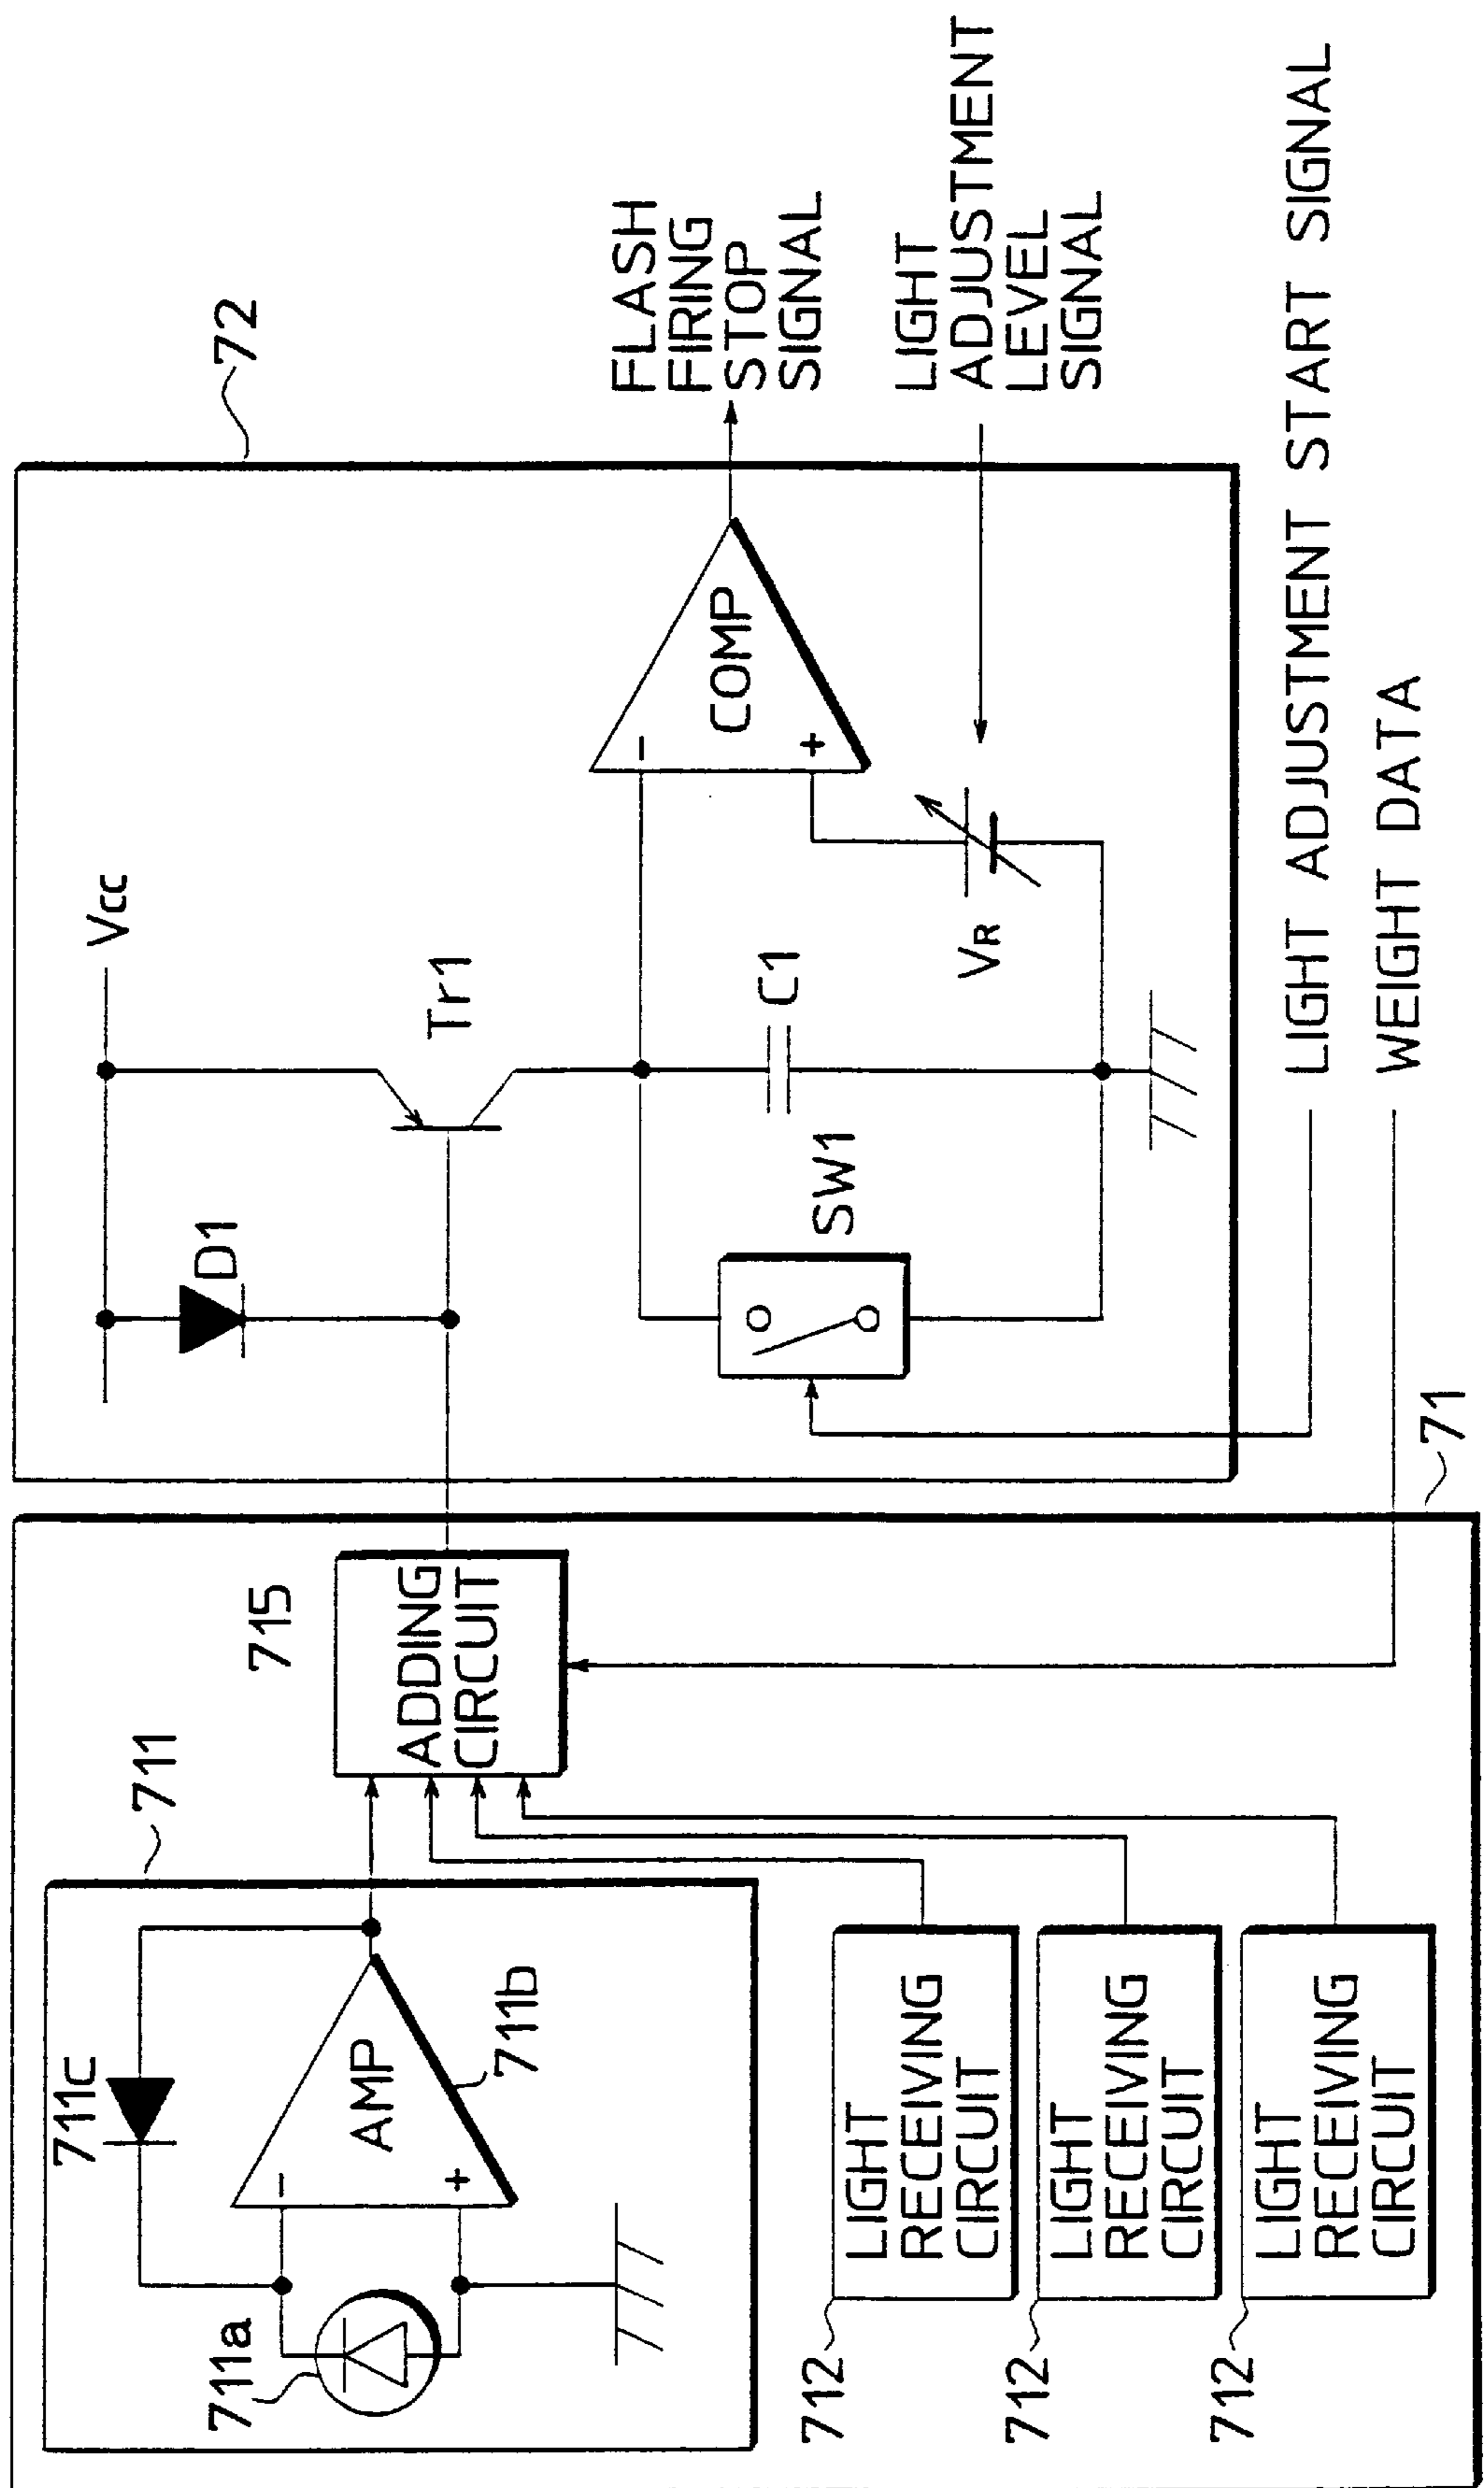 711
711c
711a
AMP
-
+
711b
712
LIGHT
RECEIVING
CIRCUIT
712
LIGHT
RECEIVING
CIRCUIT
712
LIGHT
RECEIVING
CIRCUIT
715
ADDING
CIRCUIT
71
72
Vcc
D1
Tr1
SW1
C1
VR
COMP
-
+
FLASH
FIRING
STOP
SIGNAL
LIGHT
ADJUSTMENT
LEVEL
SIGNAL
LIGHT ADJUSTMENT START SIGNAL
WEIGHT DATA